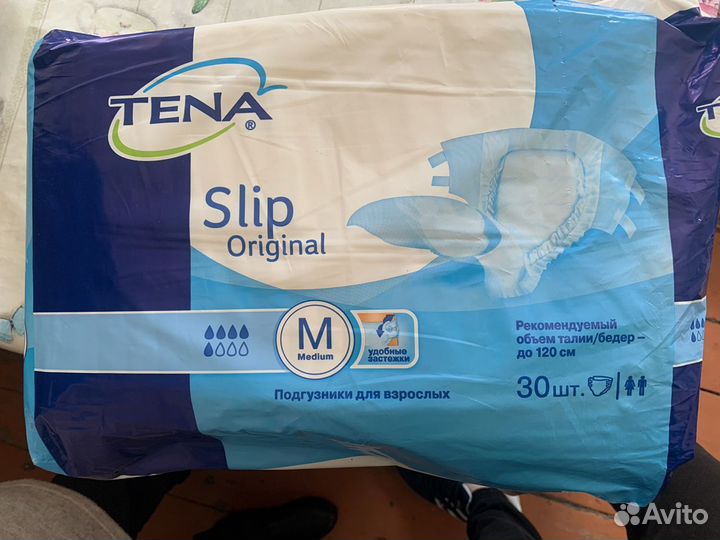 TENA®
Slip
Original
M
Medium
удобные
застежки
Рекомендуемый
объем талии/бедер –
до 120 см
30 шт.
Подгузники для взрослых
Avito